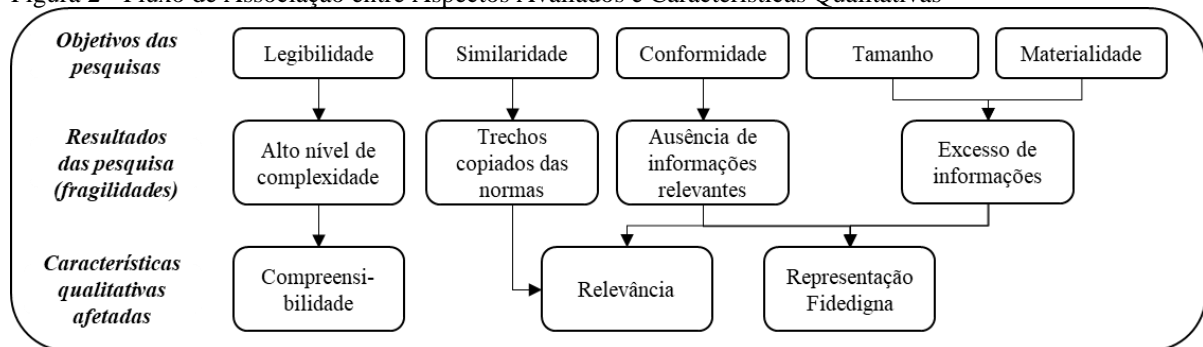 Figura 2 - Fluxo de Associação entre Aspectos Avaliados e Características Qualitativas
Objetivos das
pesquisas
Legibilidade
Similaridade
Conformidade
Tamanho
Materialidade
Resultados
das pesquisa
(fragilidades)
Alto nível de
complexidade
Trechos
copiados das
normas
Ausência de
informações
relevantes
Excesso de
informações
Características
qualitativas
afetadas
Compreensi-
bilidade
Relevância
Representação
Fidedigna